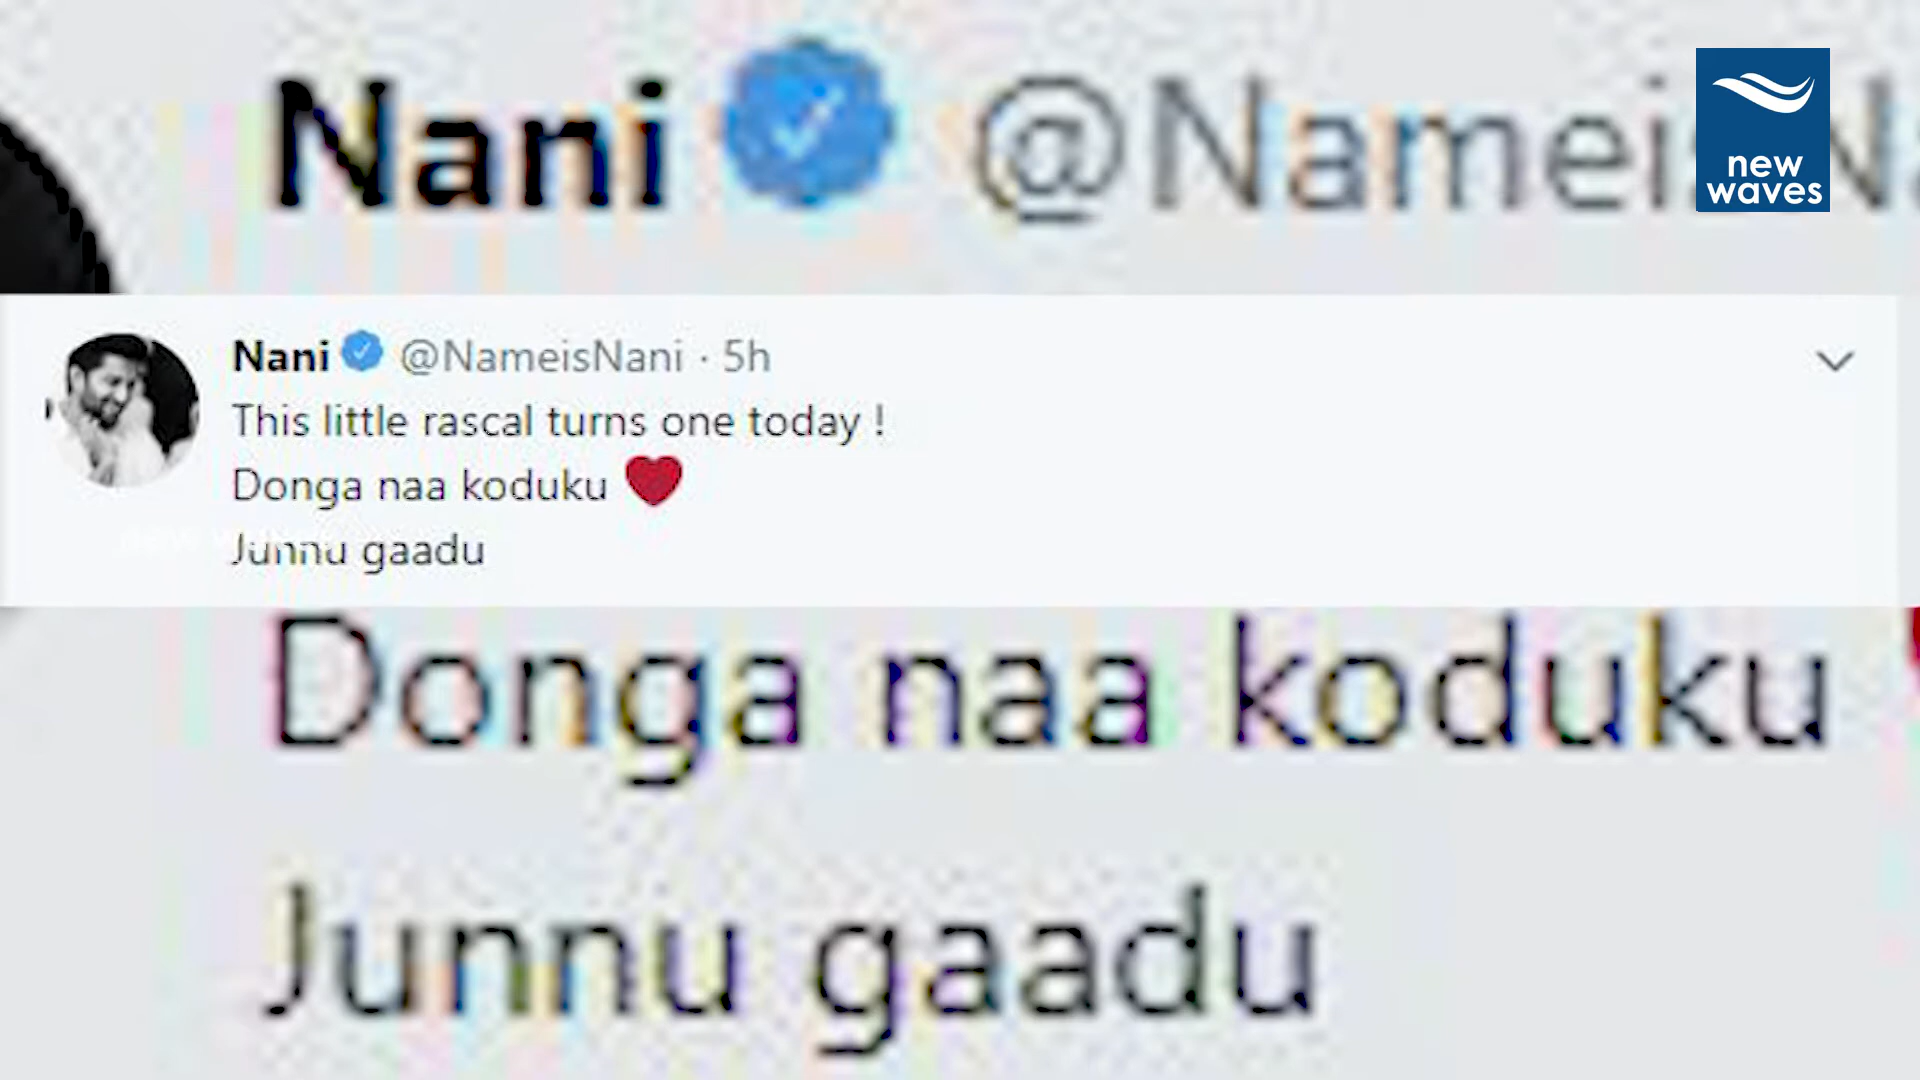 Nani @NameisNa
new
waves
Nani @NameisNani · 5h
This little rascal turns one today !
Donga naa koduku ❤
Junnu gaadu
Donga naa koduku
Junnu gaadu